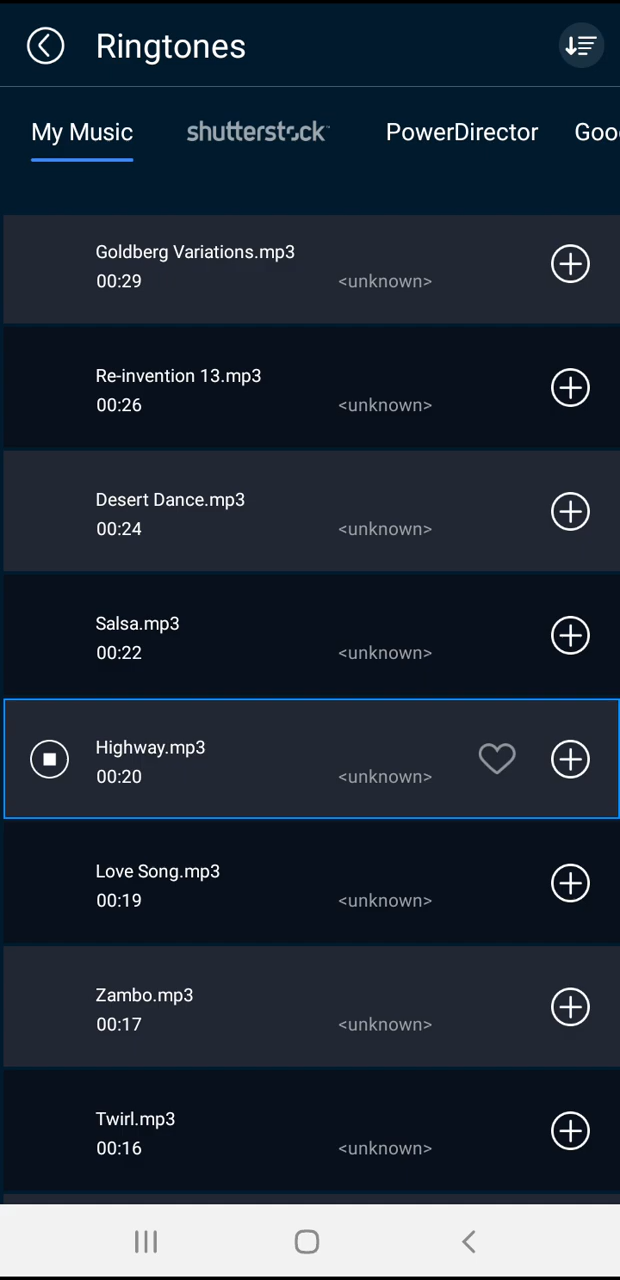 Ringtones
My Music shutterstock PowerDirector Goo
Goldberg Variations.mp3
00:29 <unknown>
Re-invention 13.mp3
00:26 <unknown>
Desert Dance.mp3
00:24 <unknown>
Salsa.mp3
00:22 <unknown>
Highway.mp3
00:20 <unknown>
Love Song.mp3
00:19 <unknown>
Zambo.mp3
00:17 <unknown>
Twirl.mp3
00:16 <unknown>